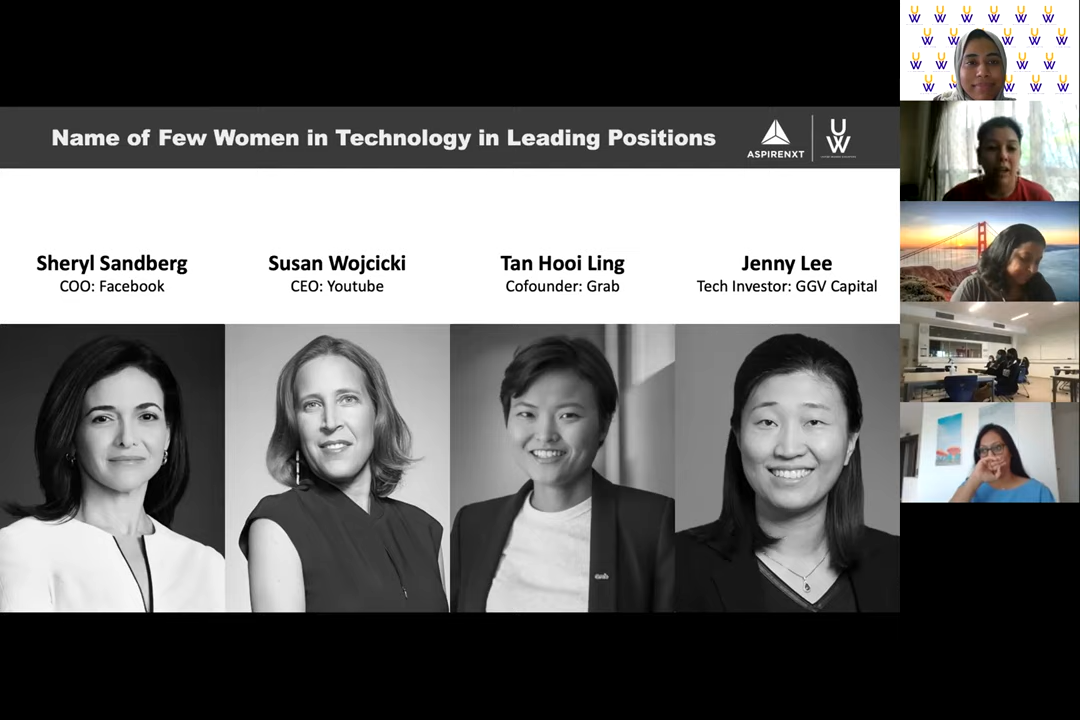 Name of Few Women in Technology in Leading Positions
ASPIRENXT
UW
Sheryl Sandberg
COO: Facebook
Susan Wojcicki
CEO: Youtube
Tan Hooi Ling
Cofounder: Grab
Jenny Lee
Tech Investor: GGV Capital
Grab